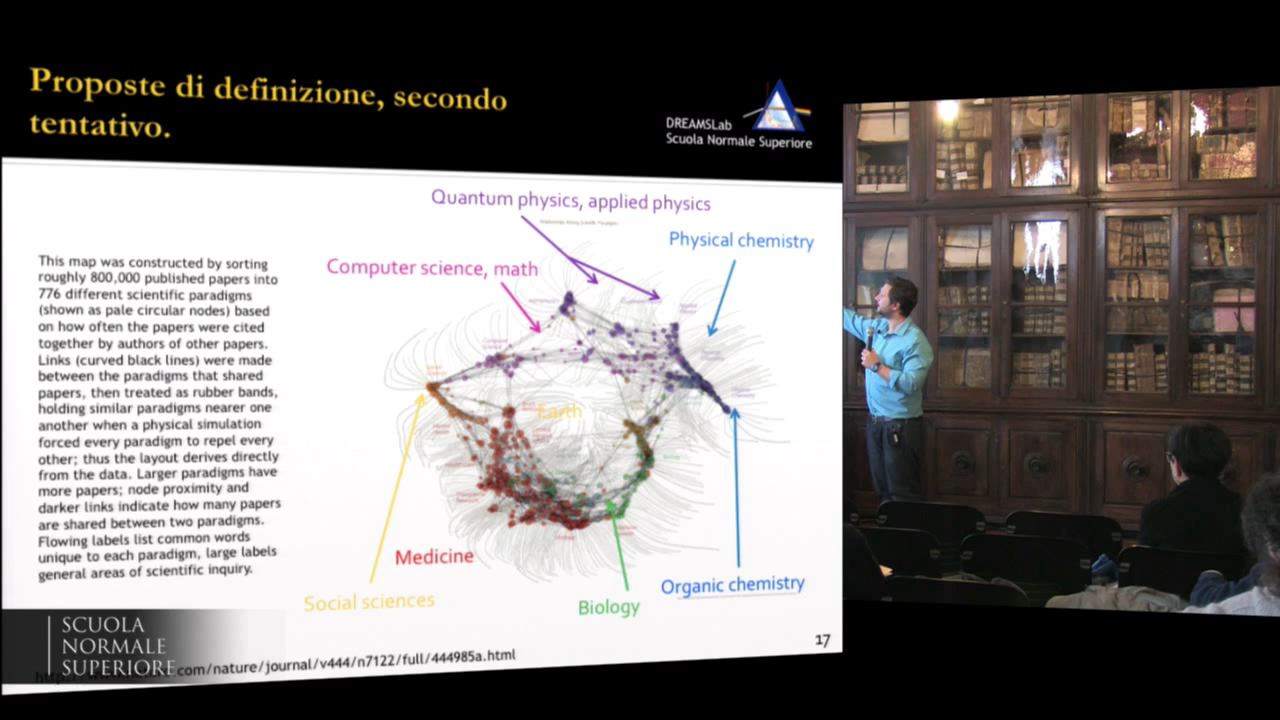 Proposte di definizione, secondo
tentativo.
DREAMSLab
Scuola Normale Superiore
Quantum physics, applied physics
Physical chemistry
Computer science, math
This map was constructed by sorting
roughly 800,000 published papers into
776 different scientific paradigms
(shown as pale circular nodes) based
on how often the papers were cited
together by authors of other papers.
Links (curved black lines) were made
between the paradigms that shared
papers, then treated as rubber bands,
holding similar paradigms nearer one
another when a physical simulation
forced every paradigm to repel every
other; thus the layout derives directly
from the data. Larger paradigms have
more papers; node proximity and
darker links indicate how many papers
are shared between two paradigms.
Flowing labels list common words
unique to each paradigm, large labels
general areas of scientific inquiry.
Earth
Medicine
Social sciences
Biology
Organic chemistry
17
SCUOLA
NORMALE
SUPERIORE
com/nature/journal/v444/n7122/full/444985a.html